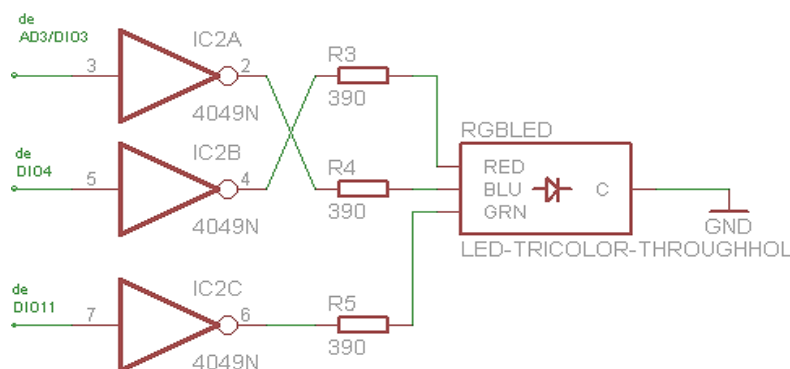 de
AD3/DIO3
3
IC2A
2
4049N
R3
390
de
DIO4
5
IC2B
4
4049N
R4
390
RGBLED
RED
BLU
GRN
C
LED-TRICOLOR-THROUGHHOL
GND
de
DIO11
7
IC2C
6
4049N
R5
390